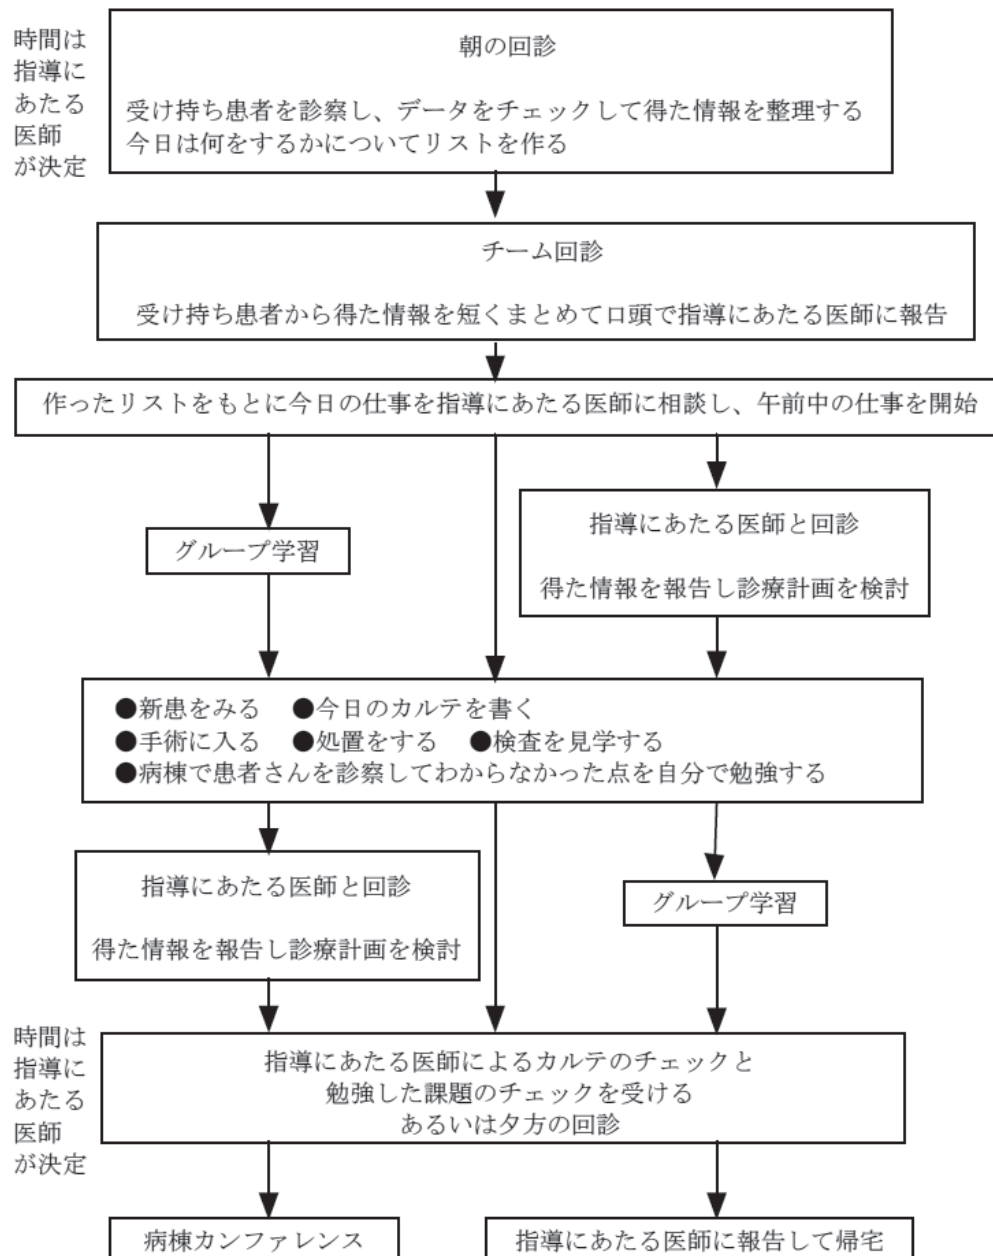 時間は
指導に
あたる
医師
が決定
朝の回診
受け持ち患者を診察し、データをチェックして得た情報を整理する
今日は何をするかについてリストを作る
チーム回診
受け持ち患者から得た情報を短くまとめて口頭で指導にあたる医師に報告
作ったリストをもとに今日の仕事を指導にあたる医師に相談し、午前中の仕事を開始
グループ学習
指導にあたる医師と回診
得た情報を報告し診療計画を検討
●新患をみる ●今日のカルテを書く
●手術に入る ●処置をする ●検査を見学する
●病棟で患者さんを診察してわからなかった点を自分で勉強する
指導にあたる医師と回診
得た情報を報告し診療計画を検討
グループ学習
時間は
指導に
あたる
医師
が決定
指導にあたる医師によるカルテのチェックと
勉強した課題のチェックを受ける
あるいは夕方の回診
病棟カンファレンス
指導にあたる医師に報告して帰宅